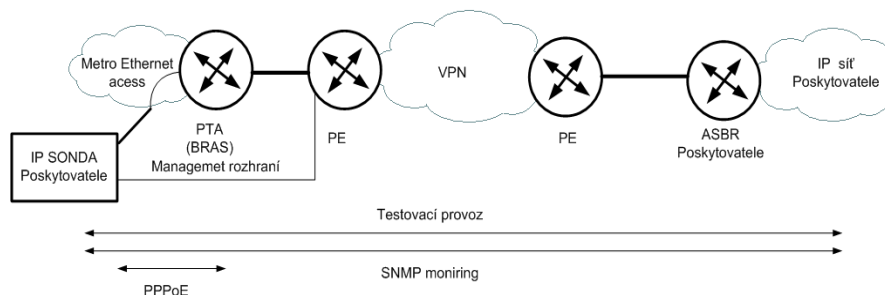 Metro Ethernet
acess
VPN
IP síť
Poskytovatele
PTA
(BRAS)
PE
PE
ASBR
Poskytovatele
IP SONDA
Poskytovatele
Managemet rozhraní
Testovací provoz
SNMP moniring
PPPoE